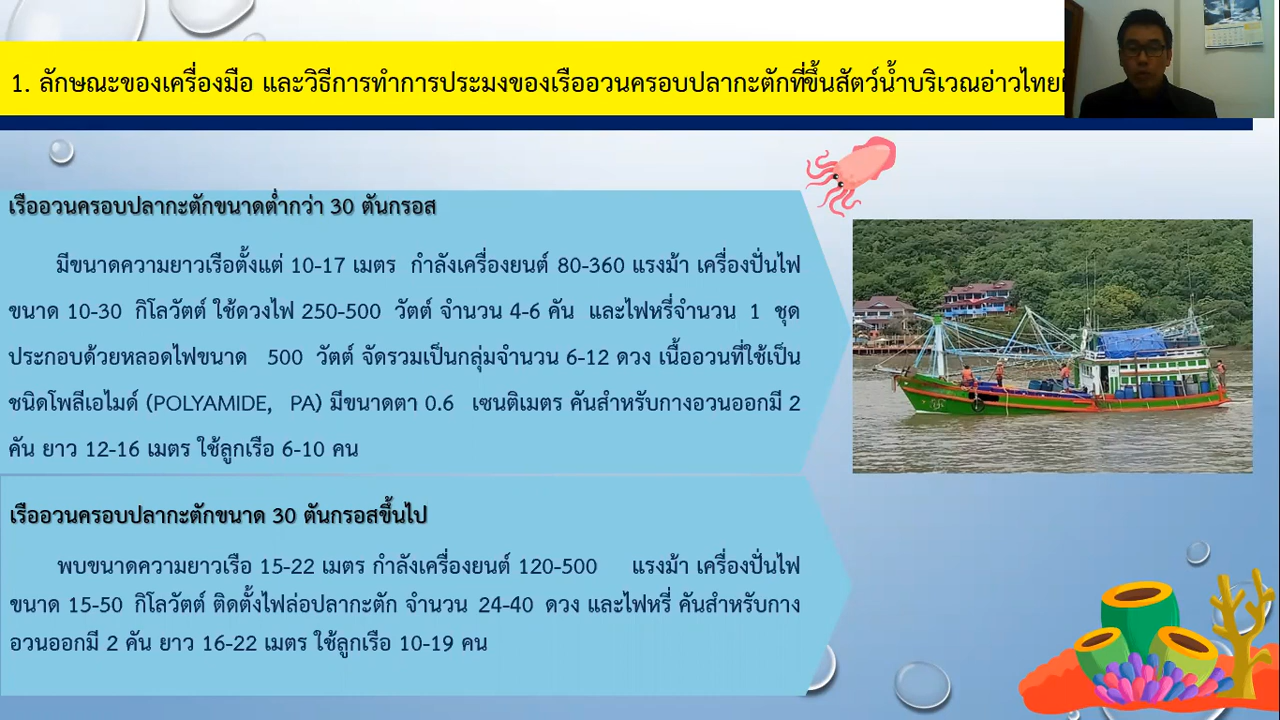 1. ลักษณะของเครื่องมือ และวิธีการทำการประมงของเรืออวนครอบปลากะตักที่ขึ้นสัตว์น้ำบริเวณอ่าวไทย
เรืออวนครอบปลากะตักขนาดต่ำกว่า 30 ตันกรอส
มีขนาดความยาวเรือตั้งแต่ 10-17 เมตร กำลังเครื่องยนต์ 80-360 แรงม้า เครื่องปั่นไฟ
ขนาด 10-30 กิโลวัตต์ ใช้ดวงไฟ 250-500 วัตต์ จำนวน 4-6 คัน และไฟหรี่จำนวน 1 ชุด
ประกอบด้วยหลอดไฟขนาด 500 วัตต์ จัดรวมเป็นกลุ่มจำนวน 6-12 ดวง เนื้ออวนที่ใช้เป็น
ชนิดโพลีเอไมด์ (POLYAMIDE, PA) มีขนาดตา 0.6 เซนติเมตร คันสำหรับกางอวนออกมี 2
คัน ยาว 12-16 เมตร ใช้ลูกเรือ 6-10 คน
เรืออวนครอบปลากะตักขนาด 30 ตันกรอสขึ้นไป
พบขนาดความยาวเรือ 15-22 เมตร กำลังเครื่องยนต์ 120-500 แรงม้า เครื่องปั่นไฟ
ขนาด 15-50 กิโลวัตต์ ติดตั้งไฟล่อปลากะตัก จำนวน 24-40 ดวง และไฟหรี่ คันสำหรับกาง
อวนออกมี 2 คัน ยาว 16-22 เมตร ใช้ลูกเรือ 10-19 คน